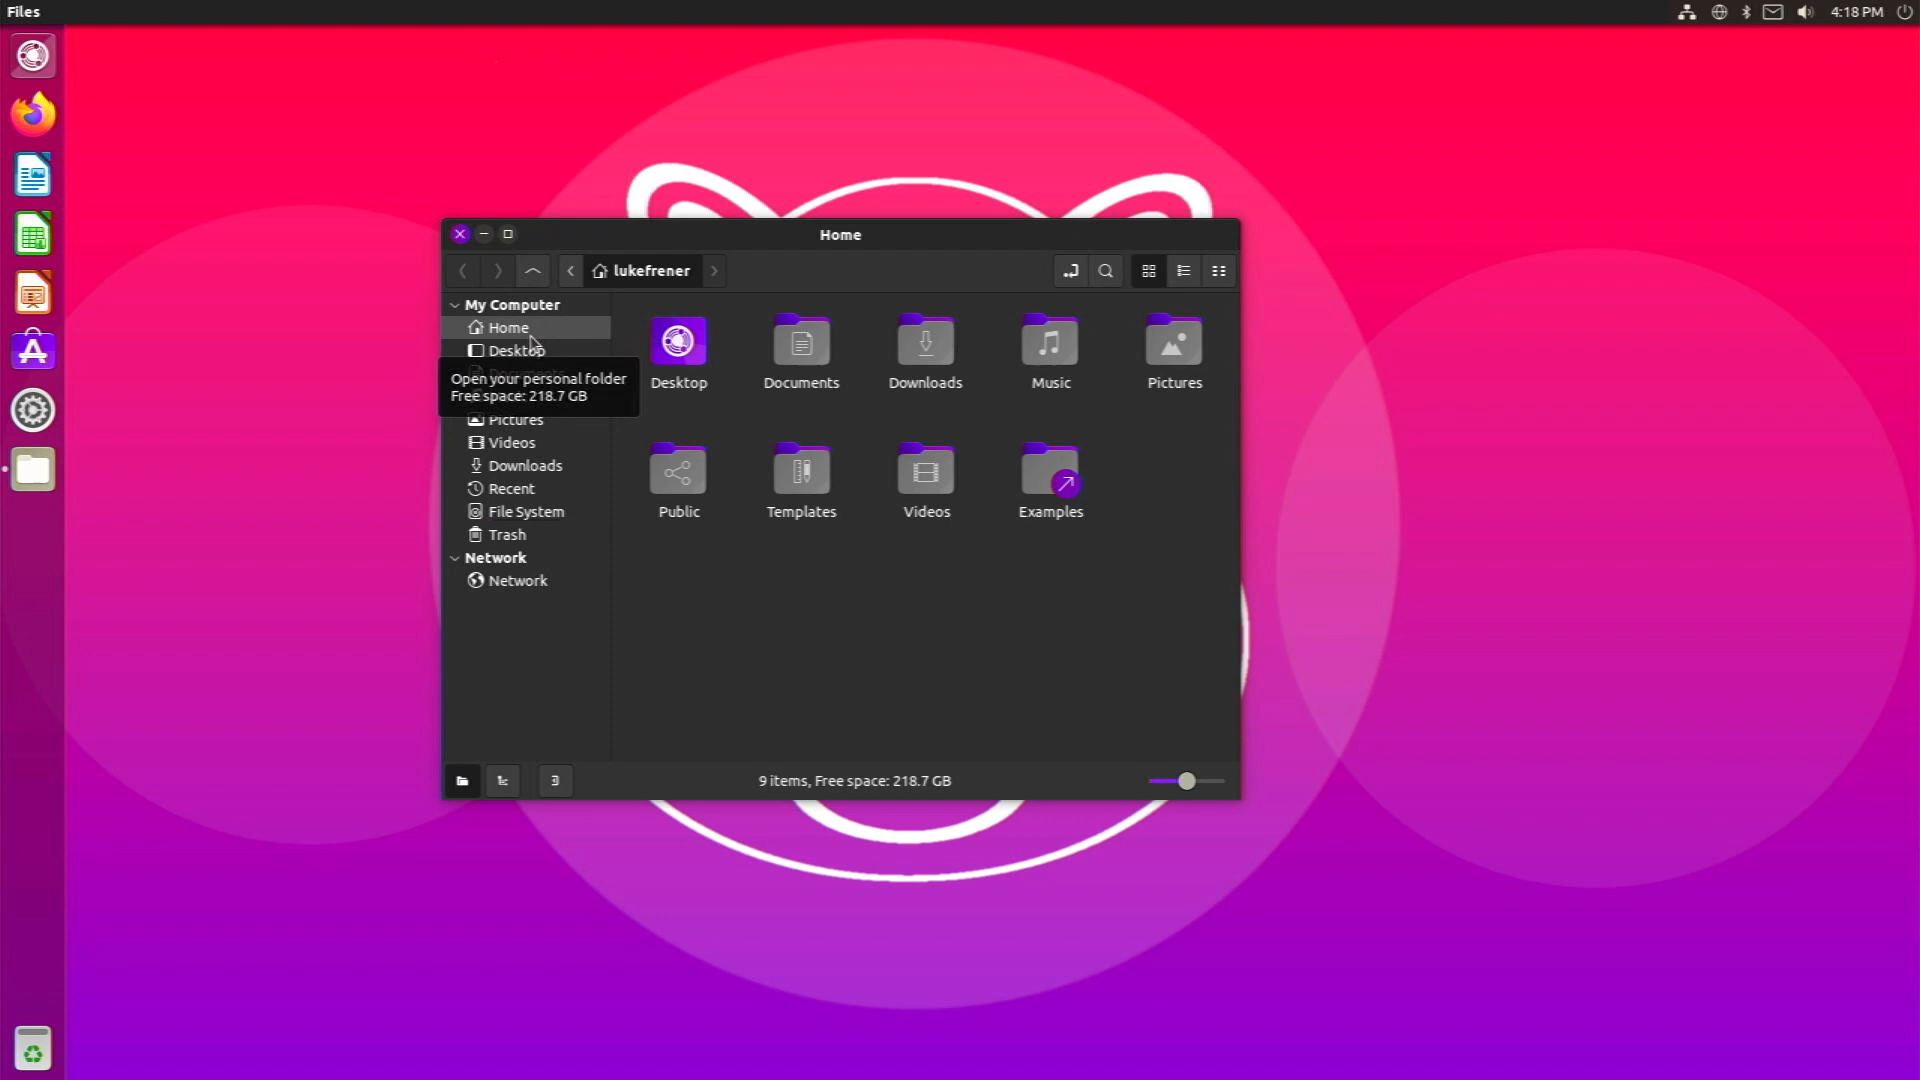 Files
4:18 PM
Home
lukefrener
My Computer
Home
Desktop
Open your personal folder
Free space: 218.7 GB
Pictures
Videos
Downloads
Recent
File System
Trash
Network
Network
Desktop
Documents
Downloads
Music
Pictures
Public
Templates
Videos
Examples
9 items, Free space: 218.7 GB